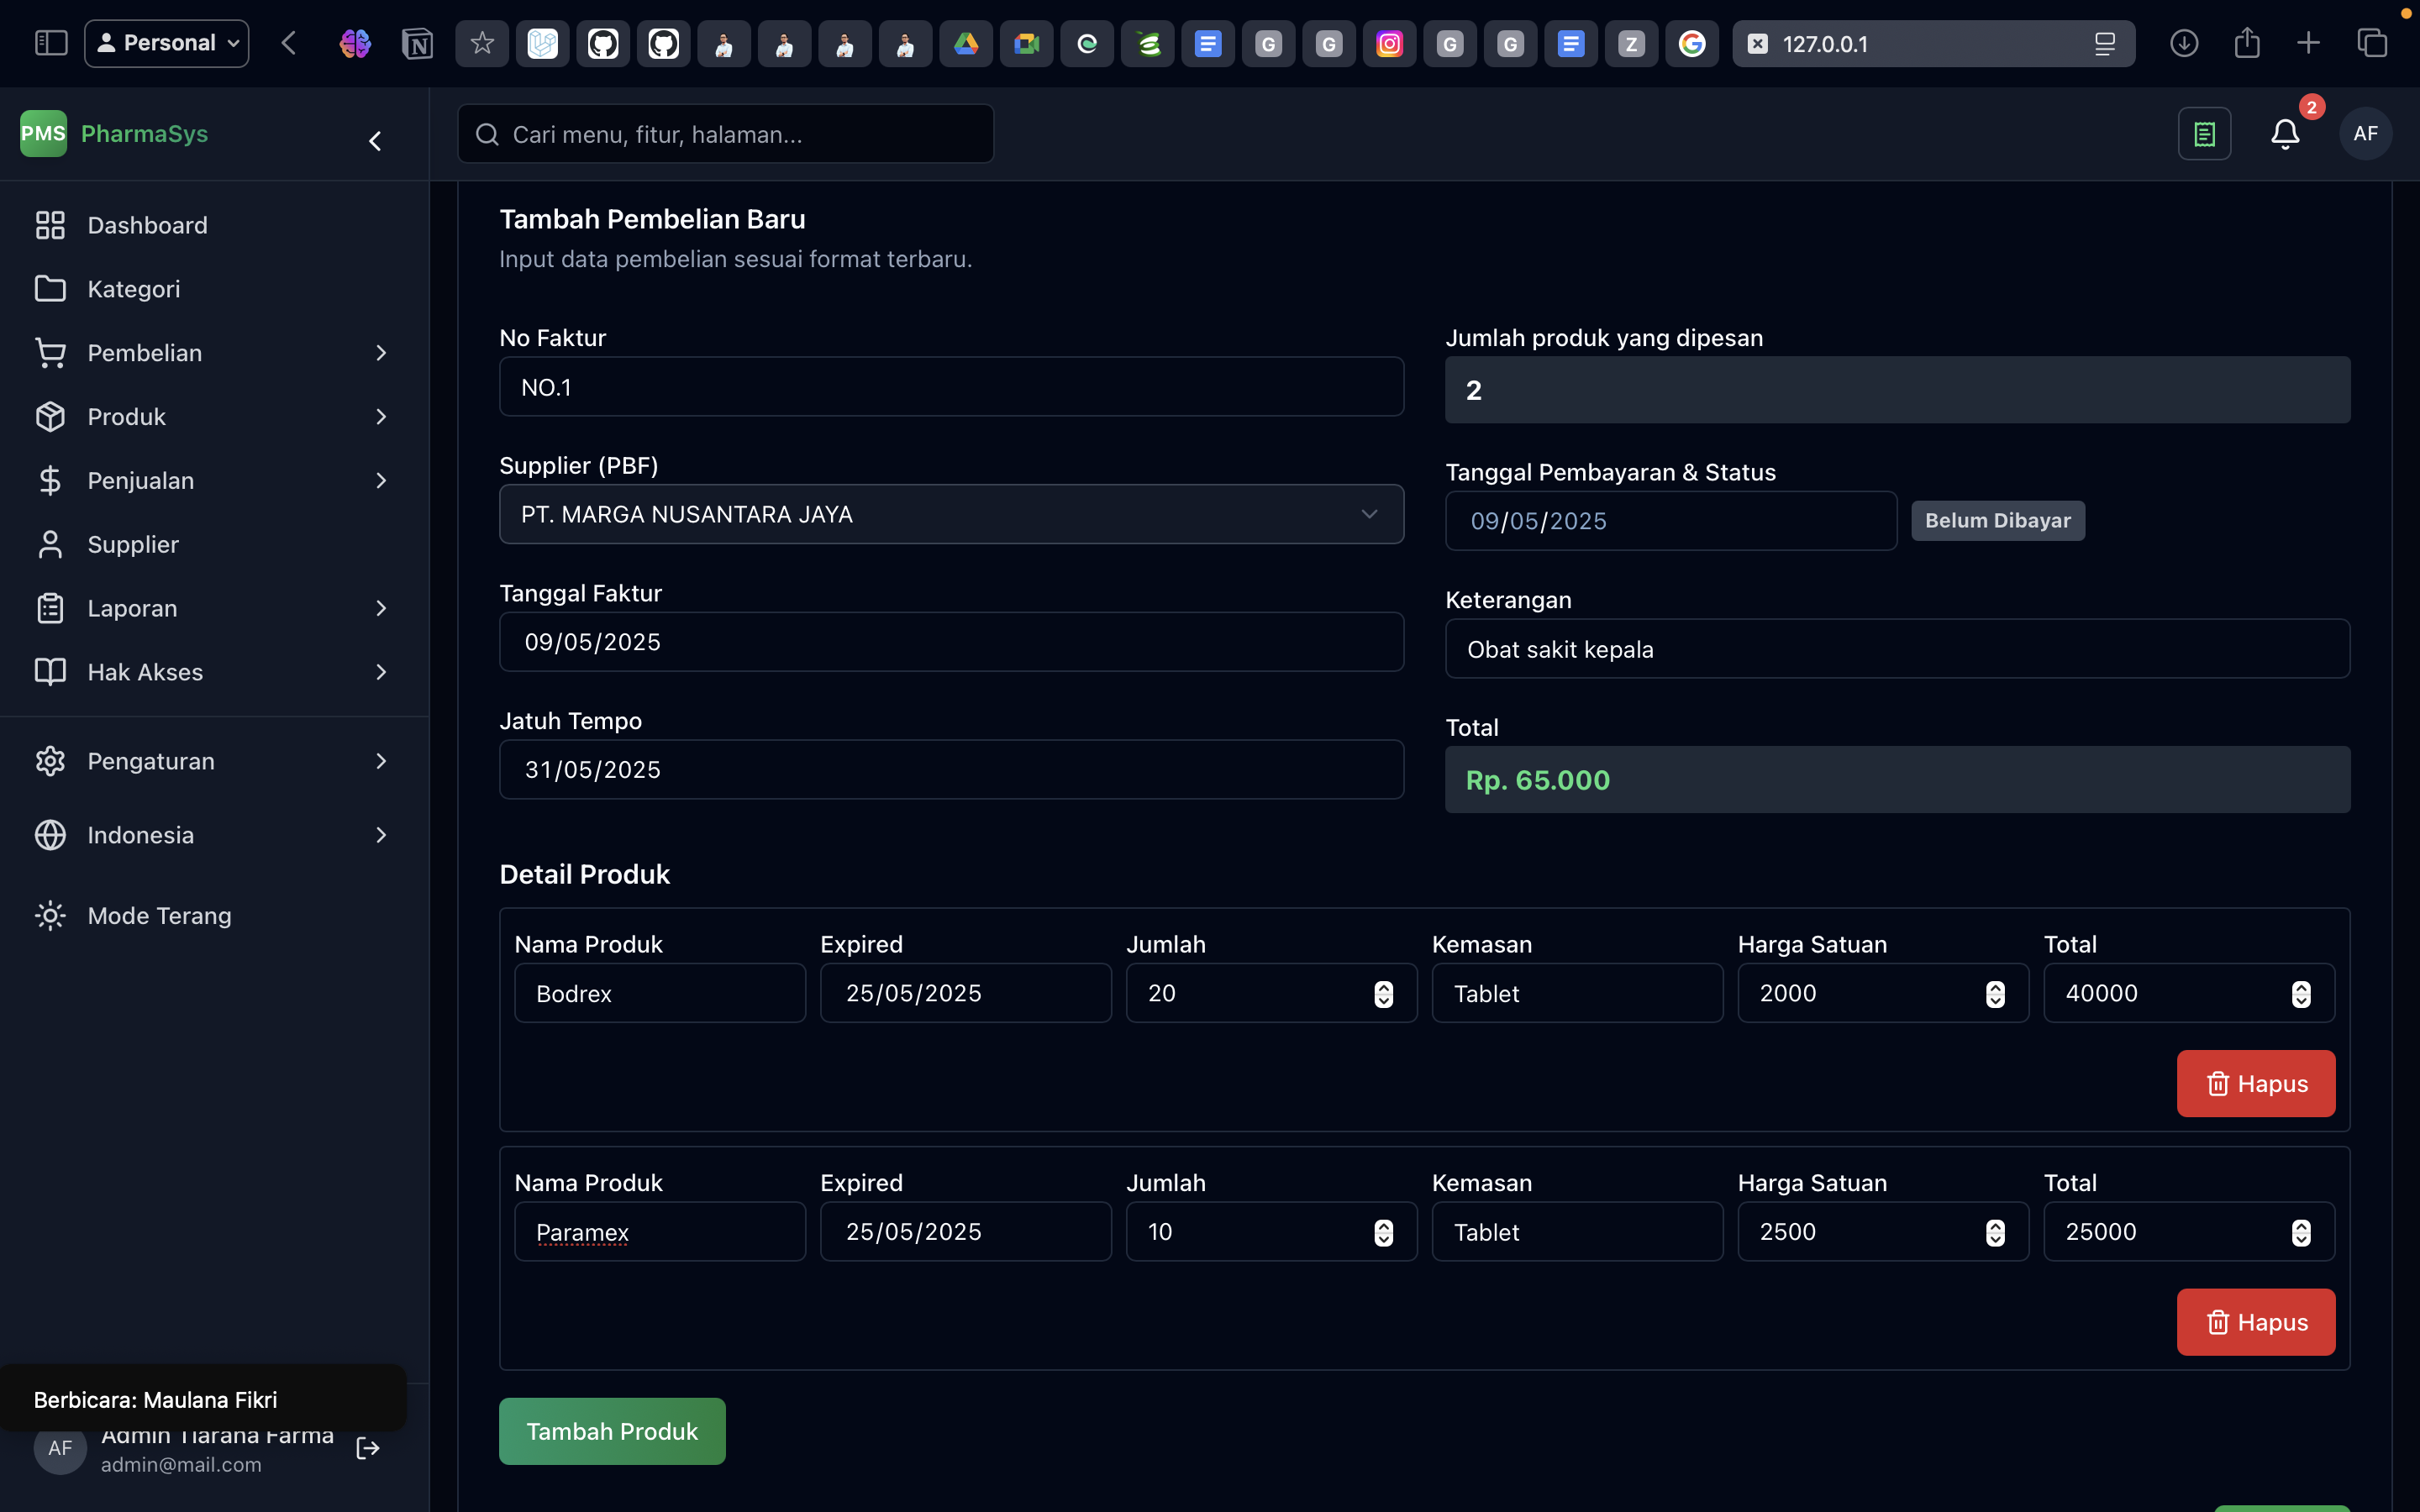 Personal
127.0.0.1
PMS PharmaSys
Cari menu, fitur, halaman...
2
AF
Dashboard
Kategori
Pembelian
Produk
Penjualan
Supplier
Laporan
Hak Akses
Pengaturan
Indonesia
Mode Terang
Berbicara: Maulana Fikri
AF
Admin Tiarana Farma
admin@mail.com
Tambah Pembelian Baru
Input data pembelian sesuai format terbaru.
No Faktur
NO.1
Supplier (PBF)
PT. MARGA NUSANTARA JAYA
Tanggal Faktur
09/05/2025
Jatuh Tempo
31/05/2025
Jumlah produk yang dipesan
2
Tanggal Pembayaran & Status
09/05/2025 Belum Dibayar
Keterangan
Obat sakit kepala
Total
Rp. 65.000
Detail Produk
Nama Produk Expired Jumlah Kemasan Harga Satuan Total
Bodrex 25/05/2025 20 Tablet 2000 40000
Hapus
Nama Produk Expired Jumlah Kemasan Harga Satuan Total
Paramex 25/05/2025 10 Tablet 2500 25000
Hapus
Tambah Produk